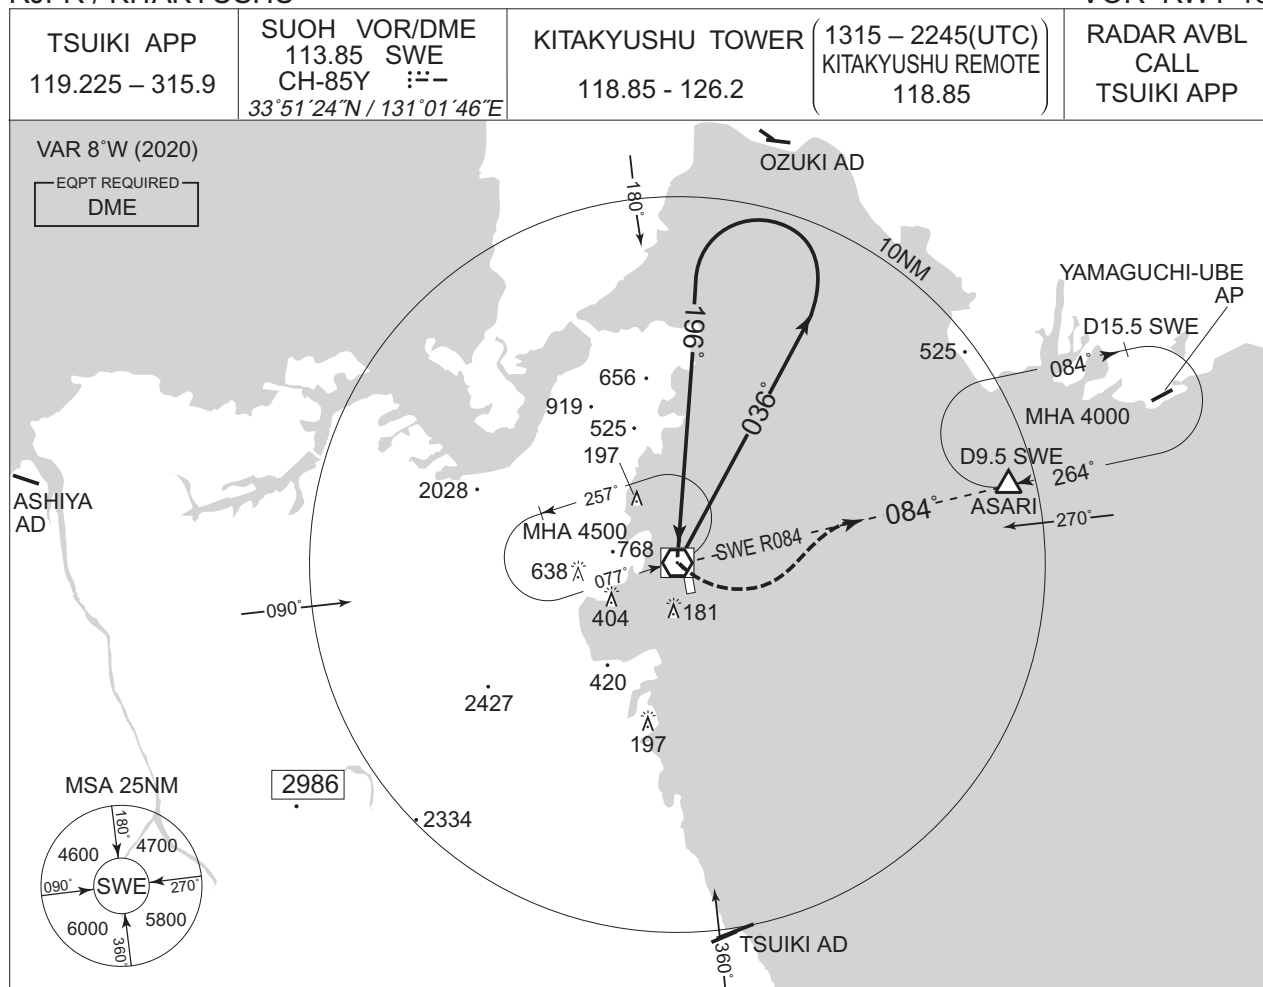 TSUIKI APP
119.225 – 315.9
SUOH VOR/DME
113.85 SWE
CH-85Y
33°51´24˝N / 131°01´46˝E
KITAKYUSHU TOWER
118.85 - 126.2
1315 – 2245(UTC)
KITAKYUSHU REMOTE
118.85
RADAR AVBL
CALL
TSUIKI APP
VAR 8˚W (2020)
EQPT REQUIRED
DME
OZUKI AD
180˚
10NM
YAMAGUCHI-UBE
AP
D15.5 SWE
196˚
525
084˚
656
919
036˚
MHA 4000
525
197
D9.5 SWE
264˚
2028
257˚
ASHIYA
AD
ASARI
084˚
270˚
MHA 4500
768
SWE R084
638
077˚
404
181
090˚
420
2427
197
MSA 25NM
2986
2334
180˚
4600
4700
090˚
SWE
270˚
6000
5800
360˚
TSUIKI AD
360˚